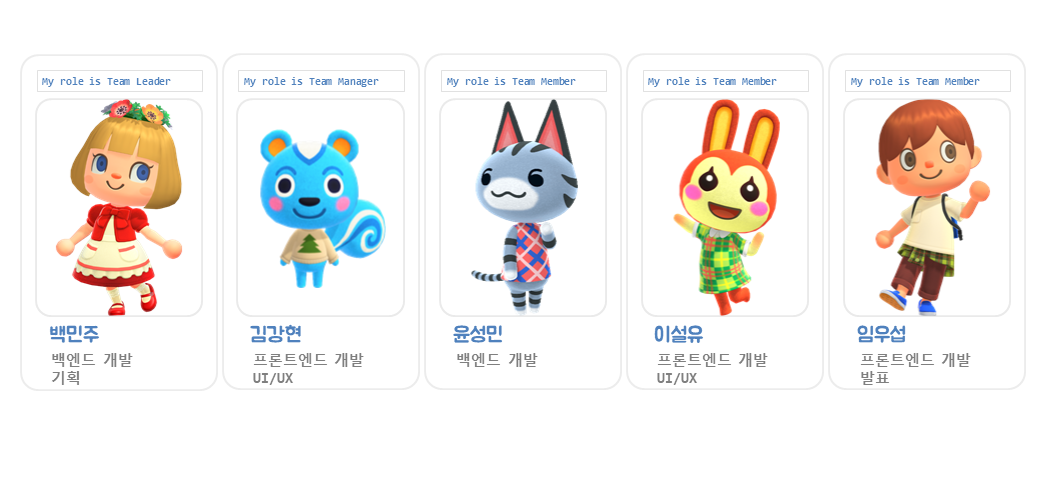 My role is Team Leader
백민주
백엔드 개발
기획
My role is Team Manager
김강현
프론트엔드 개발
UI/UX
My role is Team Member
윤성민
백엔드 개발
My role is Team Member
이설유
프론트엔드 개발
UI/UX
My role is Team Member
임우섭
프론트엔드 개발
발표